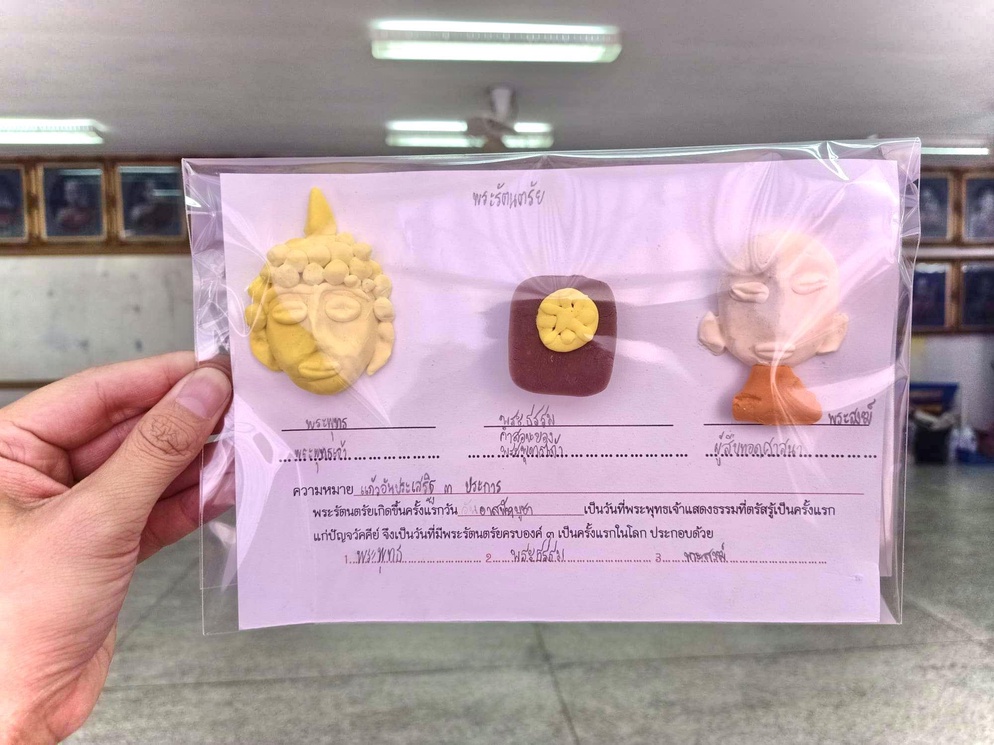 พระรัตนตรัย
พระพุทธ
พระพุทธเจ้า
พระธรรม
คำสอนของ
พระพุทธเจ้า
พระสงฆ์
ผู้สืบทอดศาสนา
ความหมาย แก้วอันประเสริฐ ๓ ประการ
พระรัตนตรัยเกิดขึ้นครั้งแรกวัน อาสาฬหบูชา เป็นวันที่พระพุทธเจ้าแสดงธรรมที่ตรัสรู้เป็นครั้งแรก
แก่ปัญจวัคคีย์ จึงเป็นวันที่มีพระรัตนตรัยครบองค์ ๓ เป็นครั้งแรกในโลก ประกอบด้วย
1. พระพุทธ 2. พระธรรม 3. พระสงฆ์